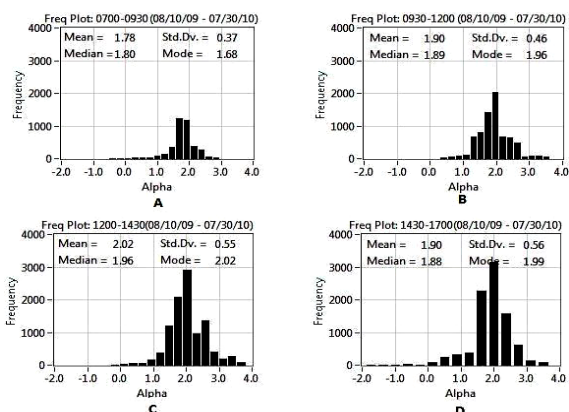 Freq Plot: 0700-0930 (08/10/09 - 07/30/10)
Mean = 1.78 Std.Dv. = 0.37
Median = 1.80 Mode = 1.68
4000
3000
2000
1000
0
Frequency
-2.0 -1.0 0.0 1.0 2.0 3.0 4.0
Alpha
A
Freq Plot: 0930-1200 (08/10/09 - 07/30/10)
Mean = 1.90 Std.Dv. = 0.46
Median = 1.89 Mode = 1.96
4000
3000
2000
1000
0
Frequency
-2.0 -1.0 0.0 1.0 2.0 3.0 4.0
Alpha
B
Freq Plot: 1200-1430(08/10/09 - 07/30/10)
Mean = 2.02 Std.Dv. = 0.55
Median = 1.96 Mode = 2.02
4000
3000
2000
1000
0
Frequency
-2.0 -1.0 0.0 1.0 2.0 3.0 4.0
Alpha
C
Freq Plot: 1430-1700 (08/10/09 - 07/30/10)
Mean = 1.90 Std.Dv. = 0.56
Median = 1.88 Mode = 1.99
4000
3000
2000
1000
0
Frequency
-2.0 -1.0 0.0 1.0 2.0 3.0 4.0
Alpha
D